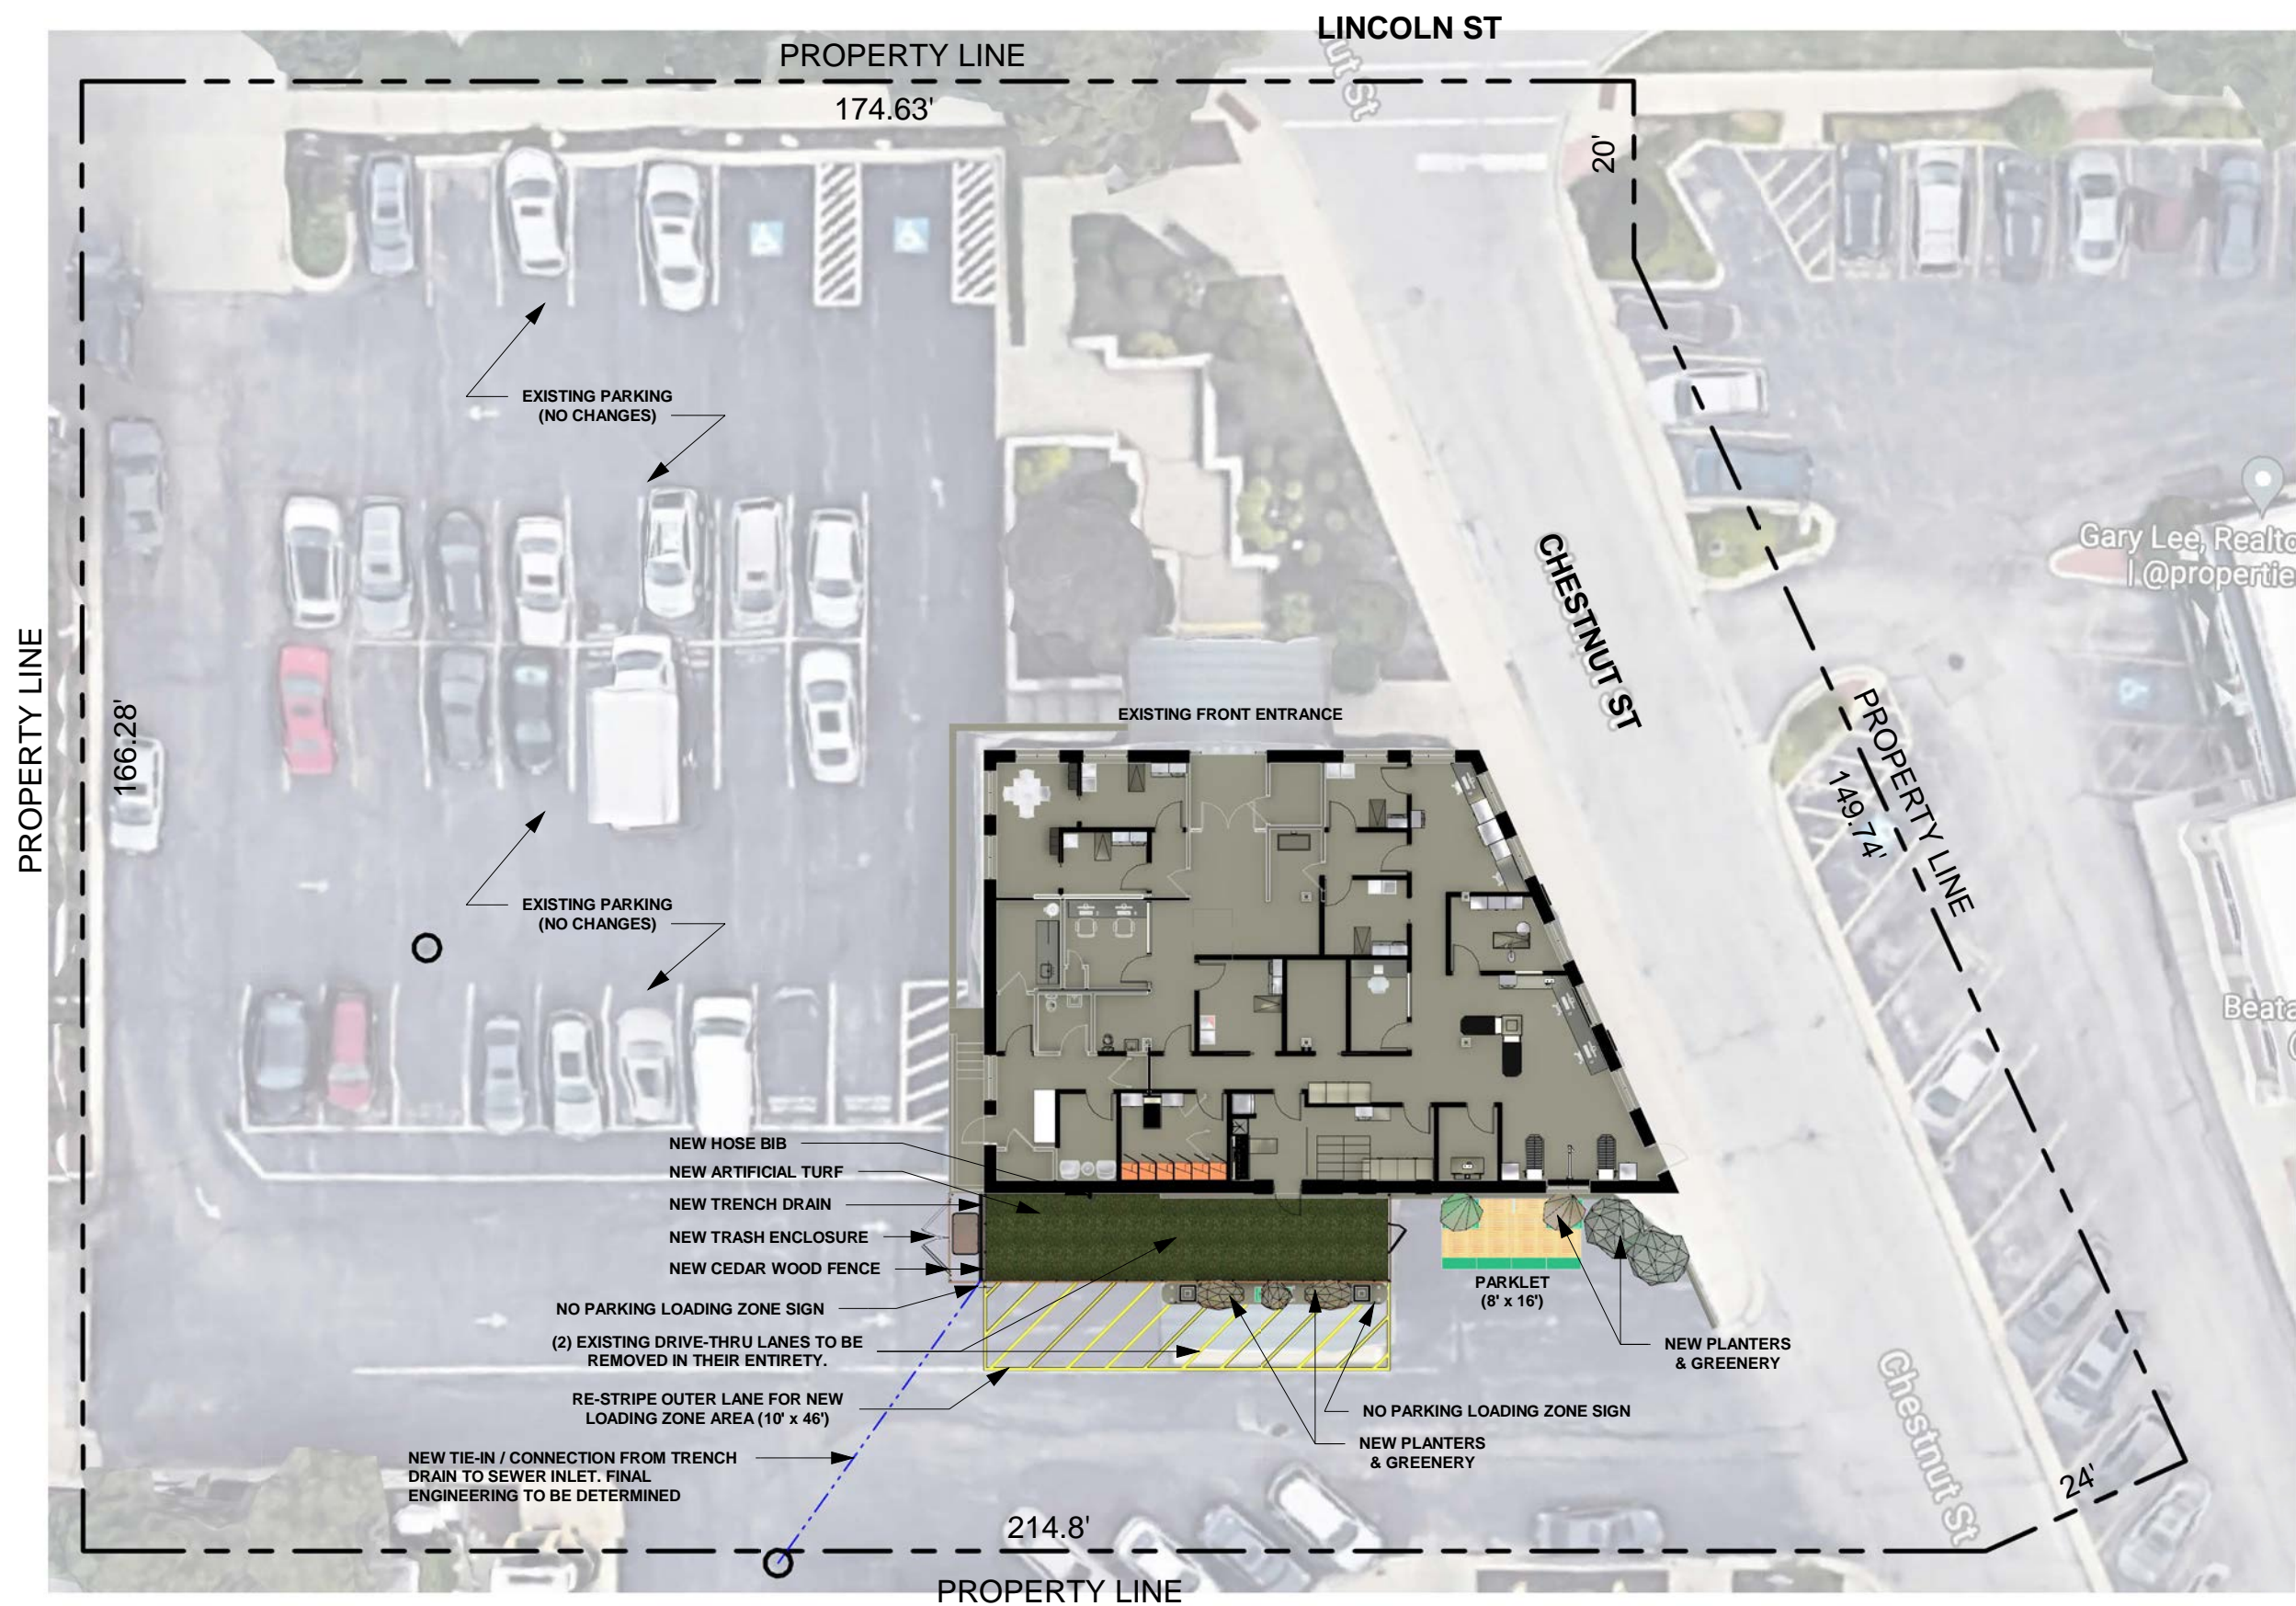 LINCOLN ST
PROPERTY LINE
174.63'
20'
EXISTING PARKING
(NO CHANGES)
CHESTNUT ST
Gary Lee, Realto
| @propertie
PROPERTY LINE
166.28'
EXISTING FRONT ENTRANCE
PROPERTY LINE
149.74'
EXISTING PARKING
(NO CHANGES)
Beata
NEW HOSE BIB
NEW ARTIFICIAL TURF
NEW TRENCH DRAIN
NEW TRASH ENCLOSURE
NEW CEDAR WOOD FENCE
NO PARKING LOADING ZONE SIGN
(2) EXISTING DRIVE-THRU LANES TO BE
REMOVED IN THEIR ENTIRETY.
RE-STRIPE OUTER LANE FOR NEW
LOADING ZONE AREA (10' x 46')
NEW TIE-IN / CONNECTION FROM TRENCH
DRAIN TO SEWER INLET. FINAL
ENGINEERING TO BE DETERMINED
PARKLET
(8' x 16')
NEW PLANTERS
& GREENERY
NO PARKING LOADING ZONE SIGN
NEW PLANTERS
& GREENERY
Chestnut St
24'
214.8'
PROPERTY LINE